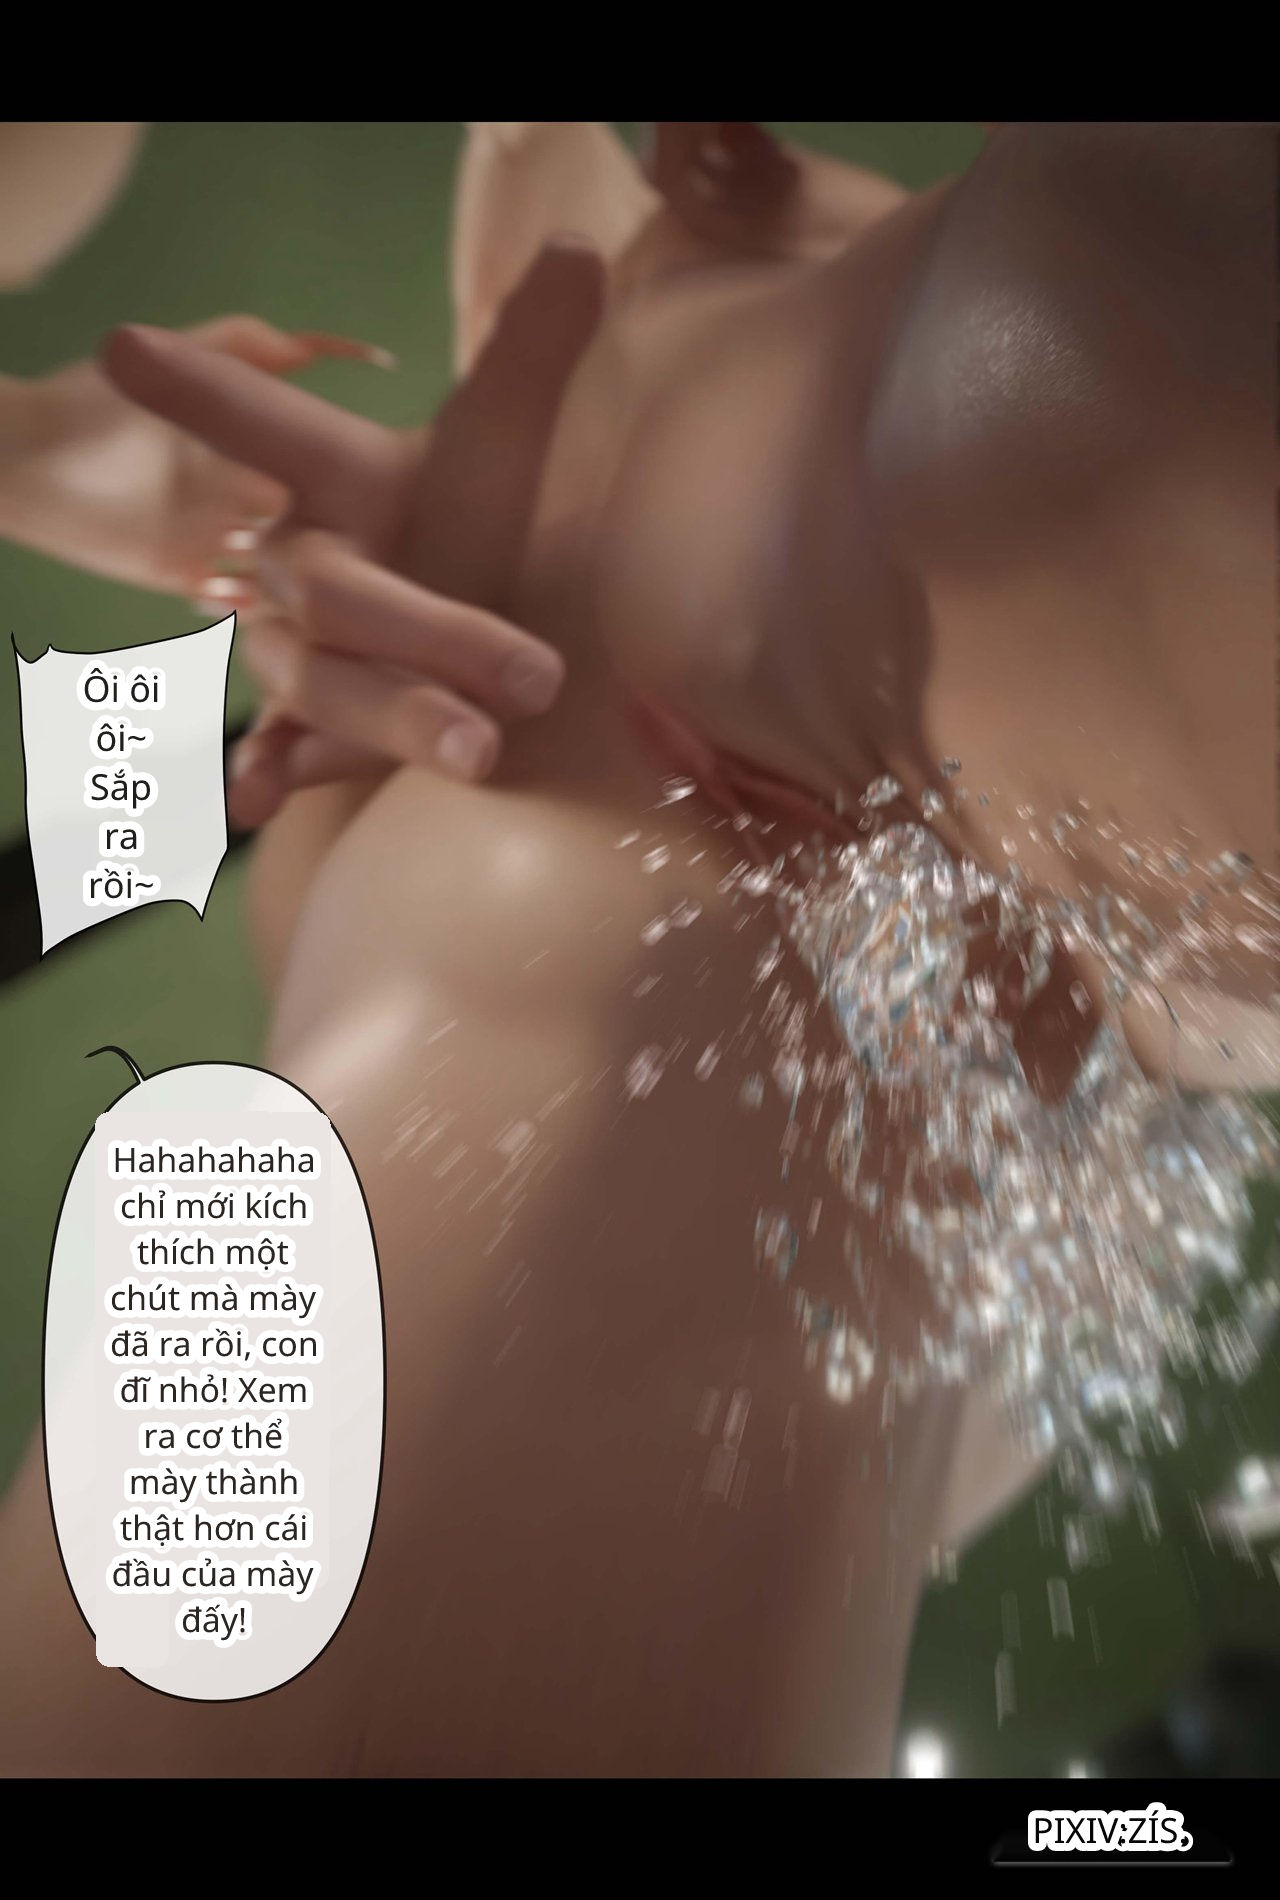 Ôi ôi
ôi~
Sắp
ra
rồi~
Hahahahaha
chỉ mới kích
thích một
chút mà mày
đã ra rồi, con
đĩ nhỏ! Xem
ra cơ thể
mày thành
thật hơn cái
đầu của mày
đấy!
PIXIV:ZÍS,